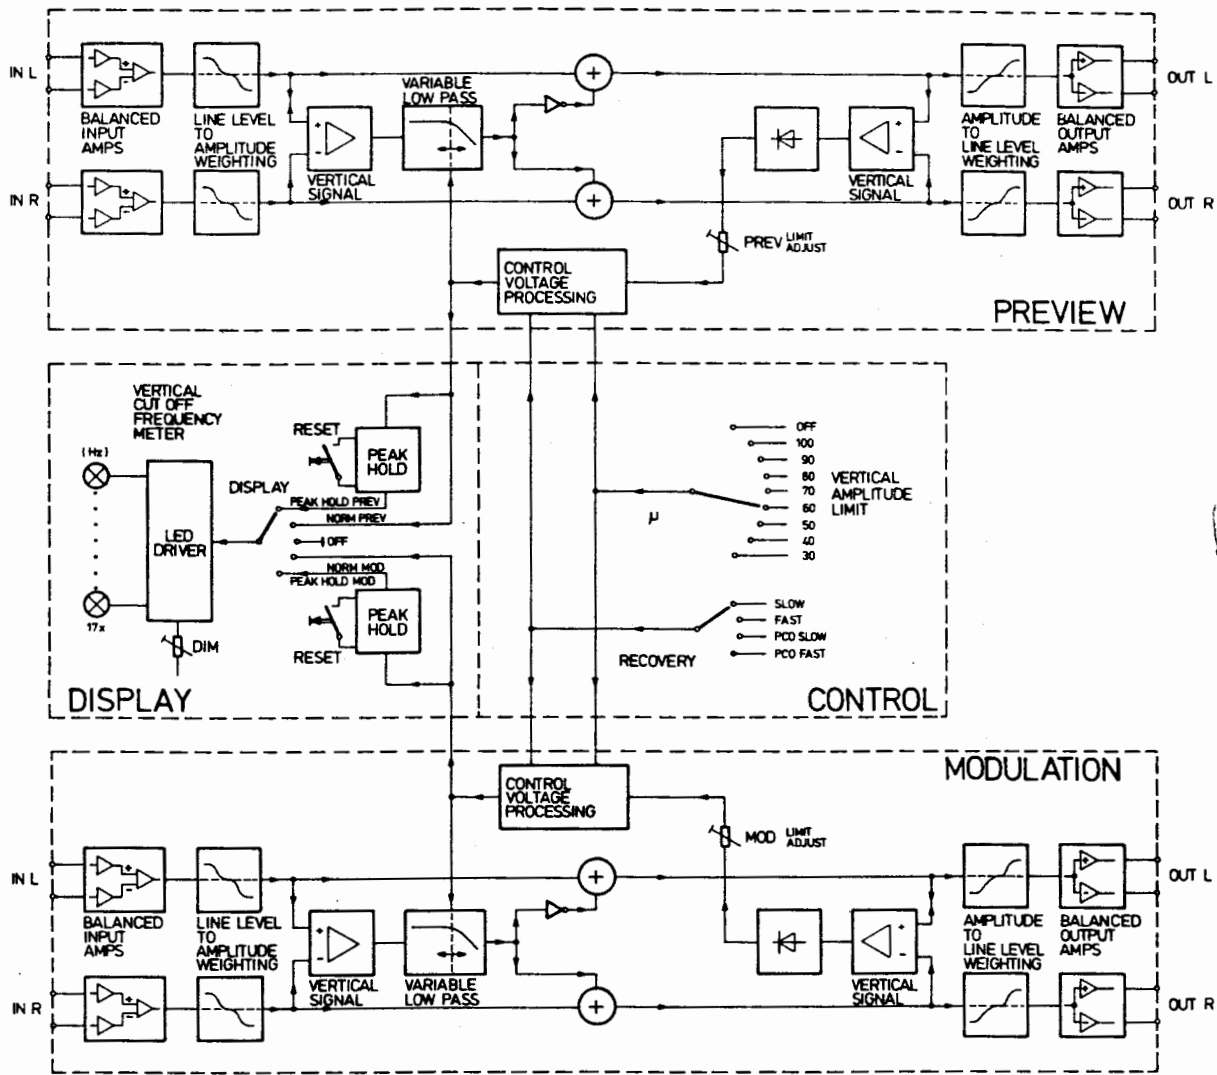 IN L
BALANCED
INPUT
AMPS
LINE LEVEL
TO
AMPLITUDE
WEIGHTING
+
-
VERTICAL
SIGNAL
VARIABLE
LOW PASS
+
AMPLITUDE
TO
LINE LEVEL
WEIGHTING
BALANCED
OUTPUT
AMPS
OUT L
IN R
+
+
-
VERTICAL
SIGNAL
OUT R
PREV LIMIT
ADJUST
CONTROL
VOLTAGE
PROCESSING
PREVIEW
VERTICAL
CUT OFF
FREQUENCY
METER
(Hz)
17x
LED
DRIVER
DIM
DISPLAY
RESET
PEAK
HOLD
PEAK HOLD PREV
NORM PREV
OFF
NORM MOD
PEAK HOLD MOD
PEAK
HOLD
RESET
DISPLAY
OFF
100
90
80
70
60
50
40
30
VERTICAL
AMPLITUDE
LIMIT
μ
SLOW
FAST
PCO SLOW
PCO FAST
RECOVERY
CONTROL
MODULATION
CONTROL
VOLTAGE
PROCESSING
MOD LIMIT
ADJUST
IN L
BALANCED
INPUT
AMPS
LINE LEVEL
TO
AMPLITUDE
WEIGHTING
+
-
VERTICAL
SIGNAL
VARIABLE
LOW PASS
+
+
-
VERTICAL
SIGNAL
AMPLITUDE
TO
LINE LEVEL
WEIGHTING
BALANCED
OUTPUT
AMPS
OUT L
IN R
+
OUT R